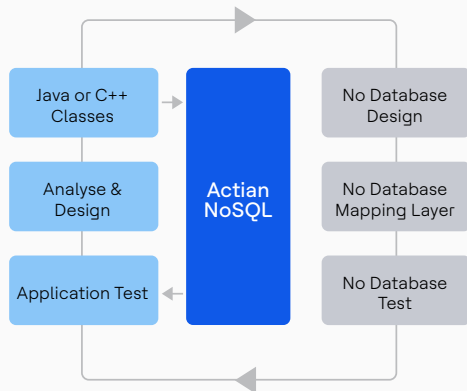 Java or C++
Classes
Analyse &
Design
Application Test
Actian
NoSQL
No Database
Design
No Database
Mapping Layer
No Database
Test